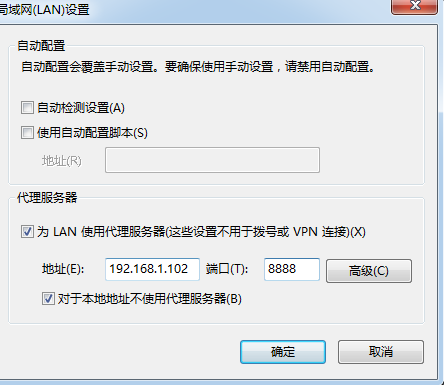 局域网(LAN)设置
自动配置
自动配置会覆盖手动设置。要确保使用手动设置，请禁用自动配置。
自动检测设置(A)
使用自动配置脚本(S)
地址(R)
代理服务器
为 LAN 使用代理服务器(这些设置不用于拨号或 VPN 连接)(X)
地址(E): 192.168.1.102 端口(T): 8888 高级(C)
对于本地地址不使用代理服务器(B)
确定 取消